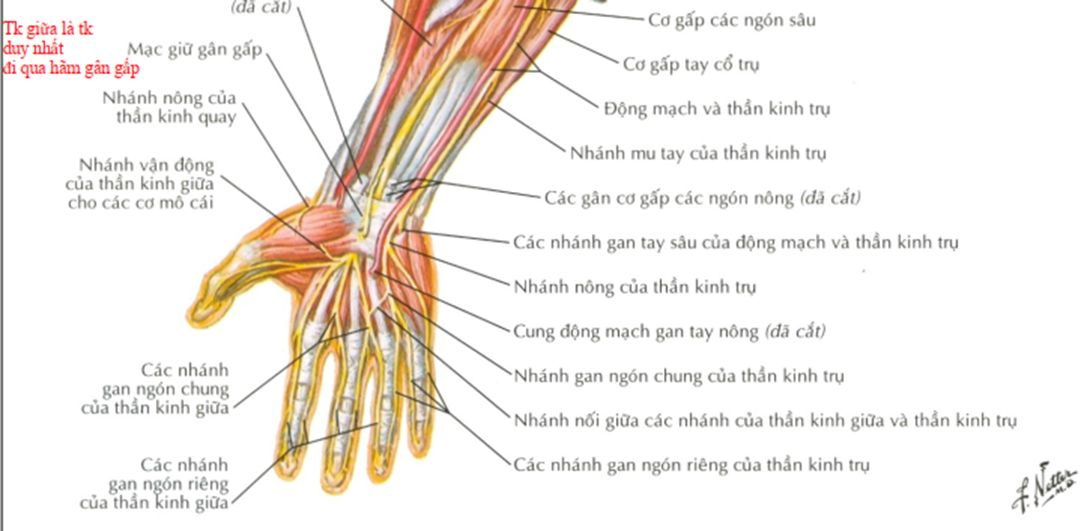 (đã cắt)
Tk giữa là tk
duy nhất
đi qua hãm gân gấp
Mạc giữ gân gấp
Nhánh nông của
thần kinh quay
Nhánh vận động
của thần kinh giữa
cho các cơ mô cái
Các nhánh
gan ngón chung
của thần kinh giữa
Các nhánh
gan ngón riêng
của thần kinh giữa
Cơ gấp các ngón sâu
Cơ gấp tay cổ trụ
Động mạch và thần kinh trụ
Nhánh mu tay của thần kinh trụ
Các gân cơ gấp các ngón nông (đã cắt)
Các nhánh gan tay sâu của động mạch và thần kinh trụ
Nhánh nông của thần kinh trụ
Cung động mạch gan tay nông (đã cắt)
Nhánh gan ngón chung của thần kinh trụ
Nhánh nối giữa các nhánh của thần kinh giữa và thần kinh trụ
Các nhánh gan ngón riêng của thần kinh trụ
F. Netter
M.D.